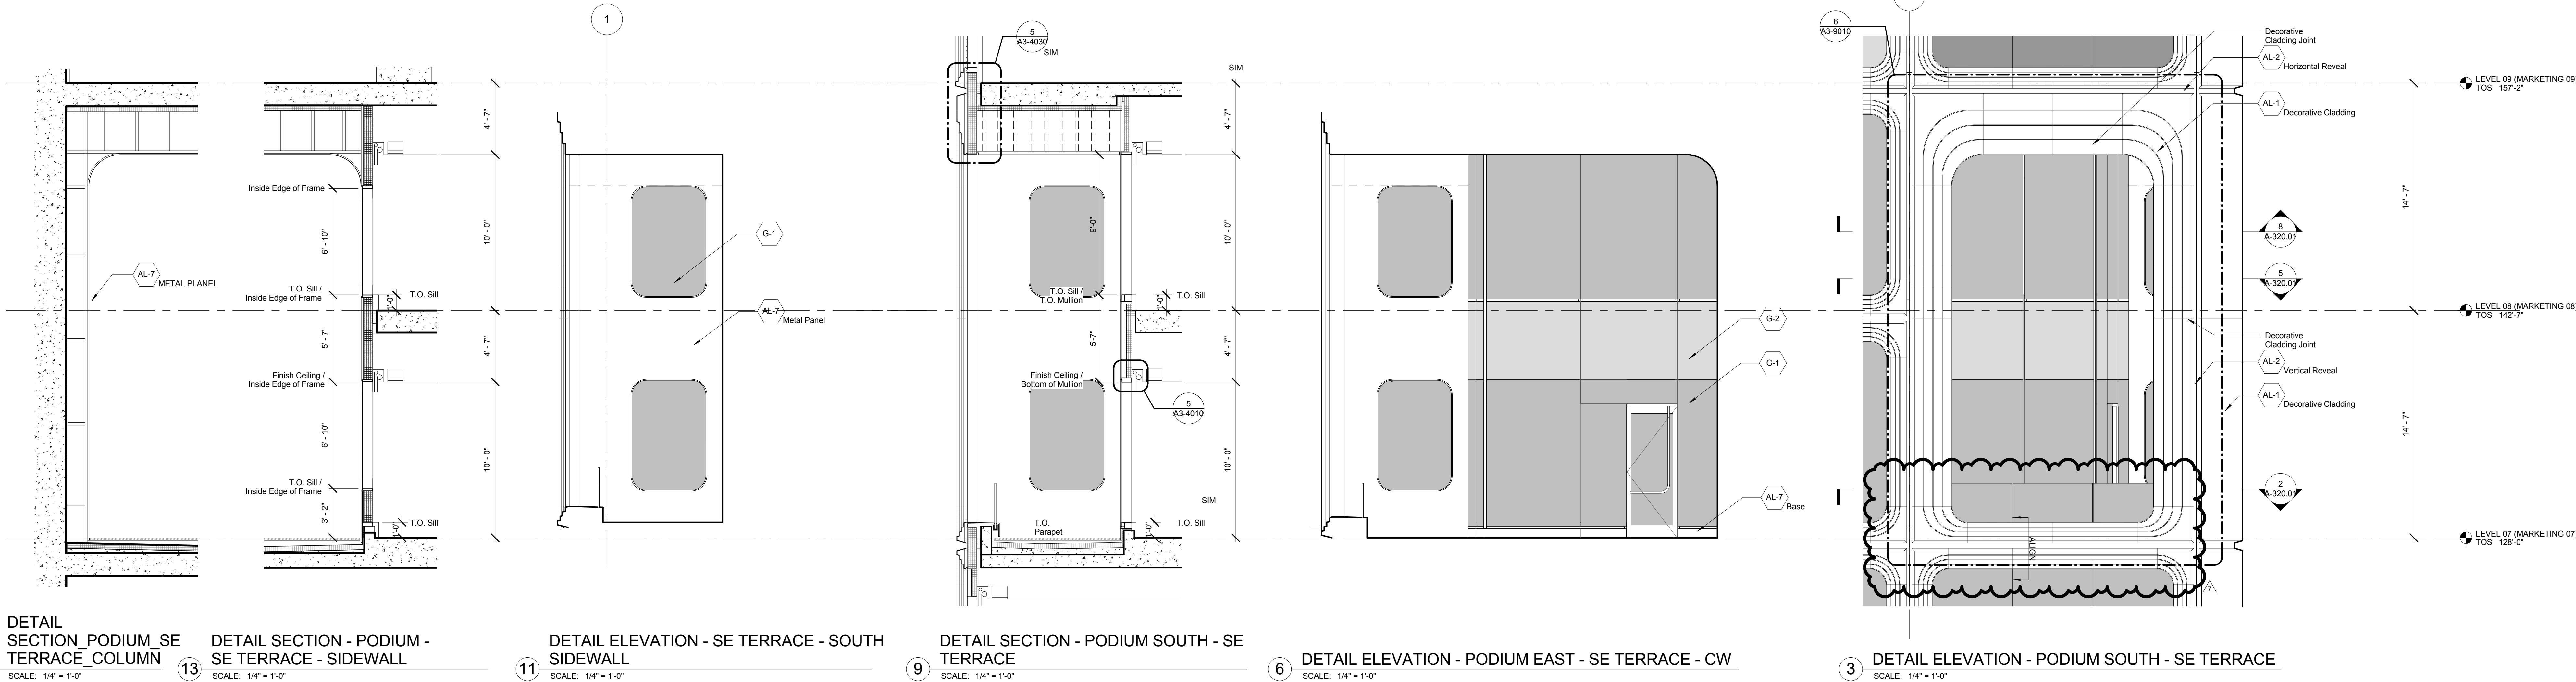 Inside Edge of Frame
AL-7
METAL PANEL
T.O. Sill /
Inside Edge of Frame
Finish Ceiling /
Inside Edge of Frame
T.O. Sill /
Inside Edge of Frame
6' - 10"
5' - 7"
6' - 10"
3' - 2"
1'-0"
T.O. Sill
1'-0"
T.O. Sill
4' - 7"
10' - 0"
4' - 7"
10' - 0"
DETAIL
SECTION_PODIUM_SE
TERRACE_COLUMN
SCALE: 1/4" = 1'-0"
13
DETAIL SECTION - PODIUM -
SE TERRACE - SIDEWALL
SCALE: 1/4" = 1'-0"
1
G-1
AL-7
Metal Panel
11
DETAIL ELEVATION - SE TERRACE - SOUTH
SIDEWALL
SCALE: 1/4" = 1'-0"
5
A3-4030
SIM
SIM
9'-0"
T.O. Sill /
T.O. Mullion
5'-7"
Finish Ceiling /
Bottom of Mullion
1'-0"
T.O. Sill
5
A3-4010
SIM
T.O.
Parapet
1'-0"
T.O. Sill
4' - 7"
10' - 0"
4' - 7"
10' - 0"
9
DETAIL SECTION - PODIUM SOUTH - SE
TERRACE
SCALE: 1/4" = 1'-0"
G-2
G-1
AL-7
Base
6
DETAIL ELEVATION - PODIUM EAST - SE TERRACE - CW
SCALE: 1/4" = 1'-0"
6
A3-9010
Decorative
Cladding Joint
AL-2
Horizontal Reveal
AL-1
Decorative Cladding
8
A-320.01
5
A-320.01
Decorative
Cladding Joint
AL-2
Vertical Reveal
AL-1
Decorative Cladding
2
A-320.01
ALIGN
7
14' - 7"
14' - 7"
LEVEL 09 (MARKETING 09)
TOS 157'-2"
LEVEL 08 (MARKETING 08)
TOS 142'-7"
LEVEL 07 (MARKETING 07)
TOS 128'-0"
3
DETAIL ELEVATION - PODIUM SOUTH - SE TERRACE
SCALE: 1/4" = 1'-0"